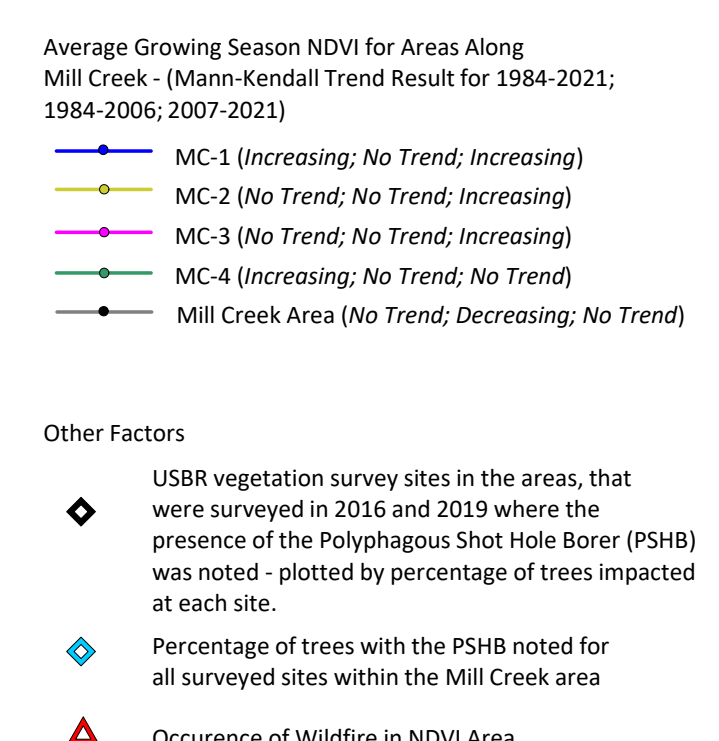 Average Growing Season NDVI for Areas Along
Mill Creek - (Mann-Kendall Trend Result for 1984-2021;
1984-2006; 2007-2021)
MC-1 (Increasing; No Trend; Increasing)
MC-2 (No Trend; No Trend; Increasing)
MC-3 (No Trend; No Trend; Increasing)
MC-4 (Increasing; No Trend; No Trend)
Mill Creek Area (No Trend; Decreasing; No Trend)
Other Factors
USBR vegetation survey sites in the areas, that
were surveyed in 2016 and 2019 where the
presence of the Polyphagous Shot Hole Borer (PSHB)
was noted - plotted by percentage of trees impacted
at each site.
Percentage of trees with the PSHB noted for
all surveyed sites within the Mill Creek area
Occurence of Wildfire in NDVI Area